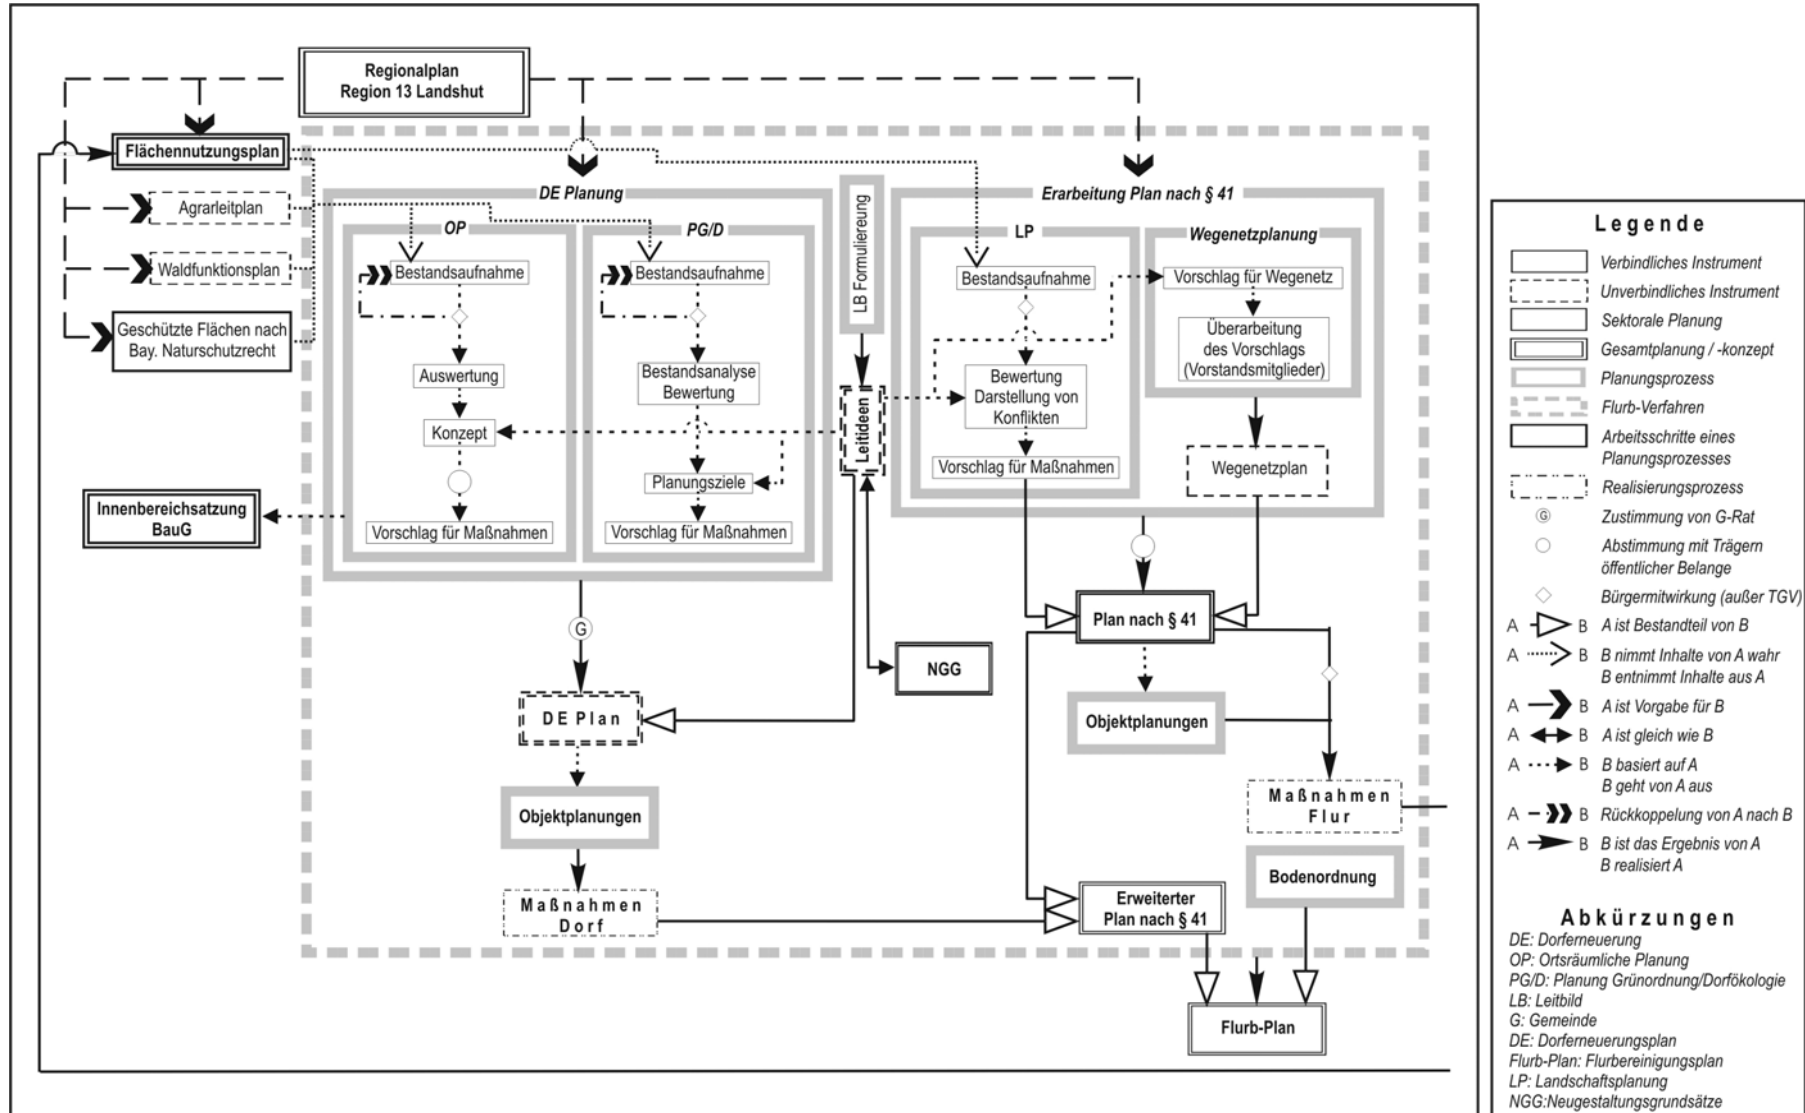 Regionalplan
Region 13 Landshut
Flächennutzungsplan
Agrarleitplan
Waldfunktionsplan
Geschützte Flächen nach
Bay. Naturschutzrecht
Innenbereichsatzung
BauG
DE Planung
OP
Bestandsaufnahme
Auswertung
Konzept
Vorschlag für Maßnahmen
PG/D
Bestandsaufnahme
Bestandsanalyse
Bewertung
Planungsziele
Vorschlag für Maßnahmen
LB Formuliereung
Leitideen
Erarbeitung Plan nach § 41
LP
Bestandsaufnahme
Bewertung
Darstellung von
Konflikten
Vorschlag für Maßnahmen
Wegenetzplanung
Vorschlag für Wegenetz
Überarbeitung
des Vorschlags
(Vorstandsmitglieder)
Wegenetzplan
G
DE Plan
Objektplanungen
Maßnahmen
Dorf
NGG
Plan nach § 41
Objektplanungen
Maßnahmen
Flur
Bodenordnung
Erweiterter
Plan nach § 41
Flurb-Plan
Legende
Verbindliches Instrument
Unverbindliches Instrument
Sektorale Planung
Gesamtplanung / -konzept
Planungsprozess
Flurb-Verfahren
Arbeitsschritte eines
Planungsprozesses
Realisierungsprozess
G Zustimmung von G-Rat
Abstimmung mit Trägern
öffentlicher Belange
Bürgermitwirkung (außer TGV)
A B A ist Bestandteil von B
A B B nimmt Inhalte von A wahr
B entnimmt Inhalte aus A
A B A ist Vorgabe für B
A B A ist gleich wie B
A B B basiert auf A
B geht von A aus
A B Rückkoppelung von A nach B
A B B ist das Ergebnis von A
B realisiert A
Abkürzungen
DE: Dorferneuerung
OP: Ortsräumliche Planung
PG/D: Planung Grünordnung/Dorfökologie
LB: Leitbild
G: Gemeinde
DE: Dorferneuerungsplan
Flurb-Plan: Flurbereinigungsplan
LP: Landschaftsplanung
NGG:Neugestaltungsgrundsätze